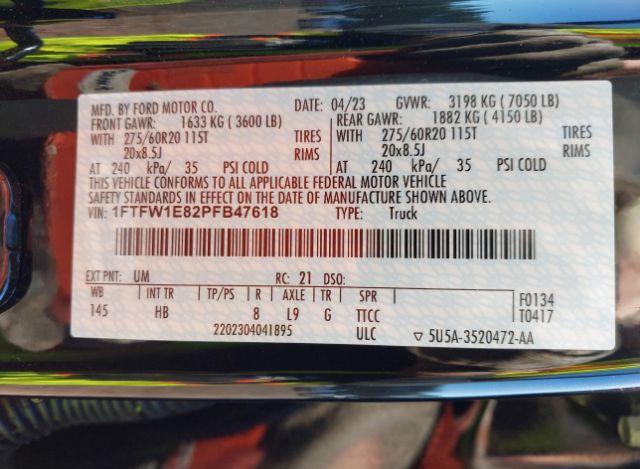 MFD. BY FORD MOTOR CO. DATE: 04/23 GVWR: 3198 KG (7050 LB)
FRONT GAWR: 1633 KG (3600 LB) REAR GAWR: 1882 KG (4150 LB)
WITH 275/60R20 115T TIRES WITH 275/60R20 115T TIRES
20x8.5J RIMS 20x8.5J RIMS
AT 240 kPa/ 35 PSI COLD AT 240 kPa/ 35 PSI COLD
THIS VEHICLE CONFORMS TO ALL APPLICABLE FEDERAL MOTOR VEHICLE
SAFETY STANDARDS IN EFFECT ON THE DATE OF MANUFACTURE SHOWN ABOVE.
VIN: 1FTFW1E82PFB47618 TYPE: Truck
EXT PNT: UM RC: 21 DSO:
WB INT TR TP/PS R AXLE TR SPR F0134
145 HB 8 L9 G TTCC T0417
2202304041895 ULC ▽ 5U5A-3520472-AA